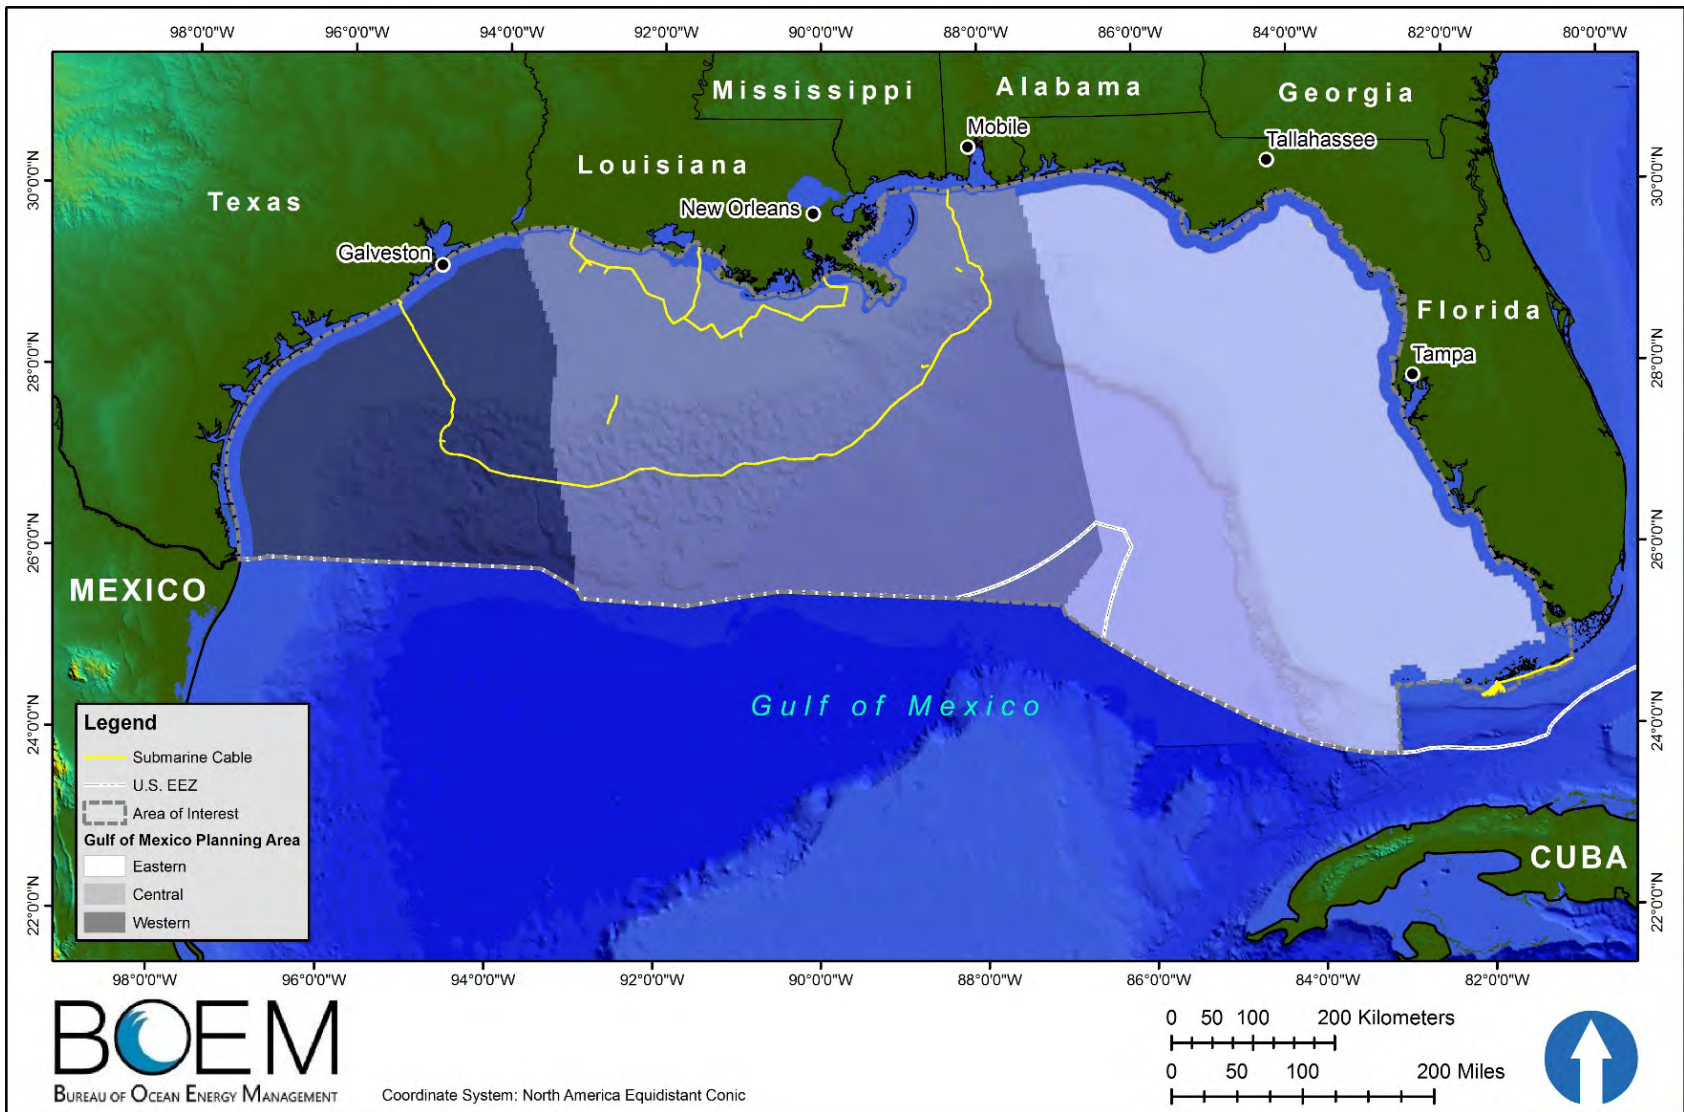 98°0'0"W 96°0'0"W 94°0'0"W 92°0'0"W 90°0'0"W 88°0'0"W 86°0'0"W 84°0'0"W 82°0'0"W 80°0'0"W
Mississippi
Alabama
Georgia
Mobile
Tallahassee
Louisiana
30°0'0"N
30°0'0"N
Texas
New Orleans
Galveston
Florida
Tampa
28°0'0"N
28°0'0"N
26°0'0"N
26°0'0"N
MEXICO
Gulf of Mexico
24°0'0"N
24°0'0"N
Legend
Submarine Cable
U.S. EEZ
Area of Interest
Gulf of Mexico Planning Area
Eastern
Central
Western
CUBA
22°0'0"N
22°0'0"N
98°0'0"W 96°0'0"W 94°0'0"W 92°0'0"W 90°0'0"W 88°0'0"W 86°0'0"W 84°0'0"W 82°0'0"W
BOEM
BUREAU OF OCEAN ENERGY MANAGEMENT
Coordinate System: North America Equidistant Conic
0 50 100 200 Kilometers
0 50 100 200 Miles